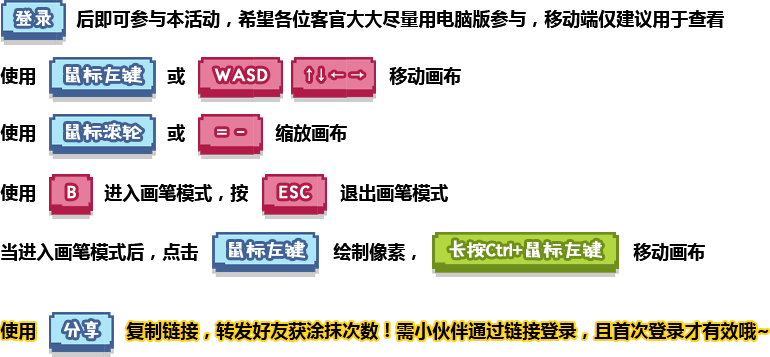 登录 后即可参与本活动，希望各位客官大大尽量用电脑版参与，移动端仅建议用于查看
使用 鼠标左键 或 WASD ↑↓←→ 移动画布
使用 鼠标滚轮 或 = - 缩放画布
使用 B 进入画笔模式，按 ESC 退出画笔模式
当进入画笔模式后，点击 鼠标左键 绘制像素， 长按Ctrl+鼠标左键 移动画布
使用 分享 复制链接，转发好友获涂抹次数！需小伙伴通过链接登录，且首次登录才有效哦~